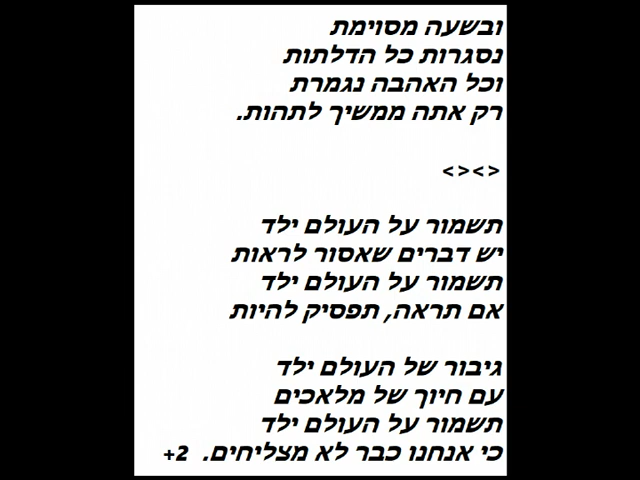 ובשעה מסוימת
נסגרות כל הדלתות
וכל האהבה נגמרת
רק אתה ממשיך לתהות.
<><>
תשמור על העולם ילד
יש דברים שאסור לראות
תשמור על העולם ילד
אם תראה, תפסיק להיות
גיבור של העולם ילד
עם חיוך של מלאכים
תשמור על העולם ילד
כי אנחנו כבר לא מצליחים. 2+